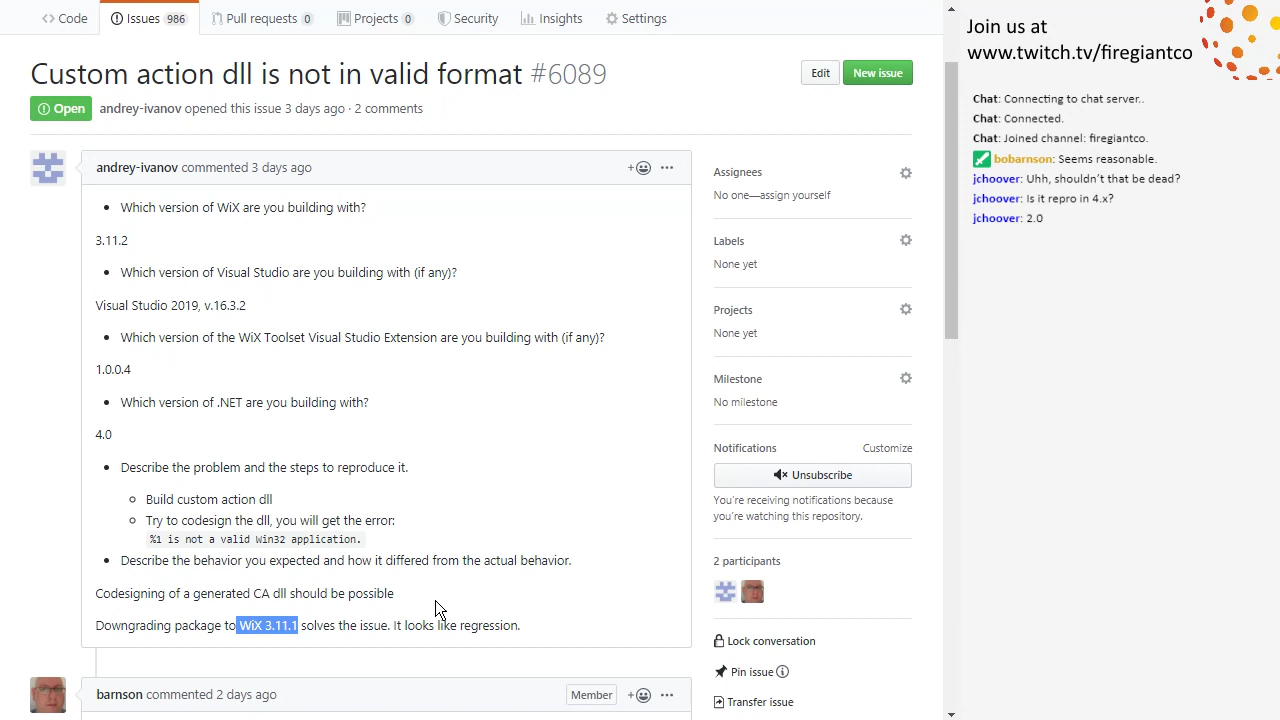 Code Issues 986 Pull requests 0 Projects 0 Security Insights Settings
Custom action dll is not in valid format #6089
Edit New issue
Open andrey-ivanov opened this issue 3 days ago · 2 comments
andrey-ivanov commented 3 days ago
Which version of WiX are you building with?
3.11.2
Which version of Visual Studio are you building with (if any)?
Visual Studio 2019, v.16.3.2
Which version of the WiX Toolset Visual Studio Extension are you building with (if any)?
1.0.0.4
Which version of .NET are you building with?
4.0
Describe the problem and the steps to reproduce it.
Build custom action dll
Try to codesign the dll, you will get the error:
%1 is not a valid Win32 application.
Describe the behavior you expected and how it differed from the actual behavior.
Codesigning of a generated CA dll should be possible
Downgrading package to WiX 3.11.1 solves the issue. It looks like regression.
barnson commented 2 days ago
Member
Assignees
No one—assign yourself
Labels
None yet
Projects
None yet
Milestone
No milestone
Notifications Customize
Unsubscribe
You're receiving notifications because
you're watching this repository.
2 participants
Lock conversation
Pin issue
Transfer issue
Join us at
www.twitch.tv/firegiantco
Chat: Connecting to chat server..
Chat: Connected.
Chat: Joined channel: firegiantco.
bobarnson: Seems reasonable.
jchoover: Uhh, shouldn't that be dead?
jchoover: Is it repro in 4.x?
jchoover: 2.0